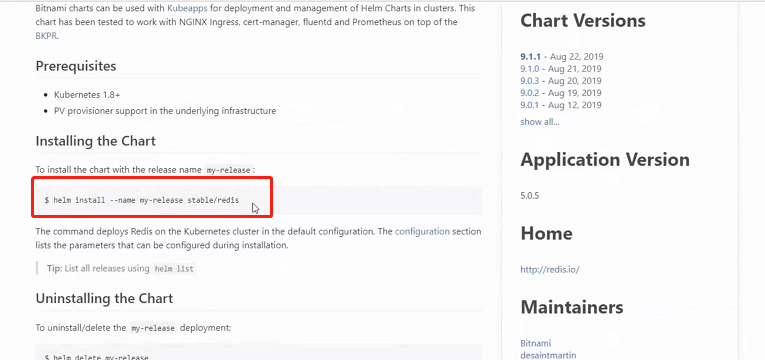 Bitnami charts can be used with Kubeapps for deployment and management of Helm Charts in clusters. This
chart has been tested to work with NGINX Ingress, cert-manager, fluentd and Prometheus on top of the
BKPR.
Prerequisites
• Kubernetes 1.8+
• PV provisioner support in the underlying infrastructure
Installing the Chart
To install the chart with the release name my-release:
$ helm install --name my-release stable/redis
The command deploys Redis on the Kubernetes cluster in the default configuration. The configuration section
lists the parameters that can be configured during installation.
Tip: List all releases using helm list
Uninstalling the Chart
To uninstall/delete the my-release deployment:
$ helm delete my-release
Chart Versions
9.1.1 - Aug 22, 2019
9.1.0 - Aug 21, 2019
9.0.3 - Aug 20, 2019
9.0.2 - Aug 19, 2019
9.0.1 - Aug 12, 2019
show all...
Application Version
5.0.5
Home
http://redis.io/
Maintainers
Bitnami
desaintmartin